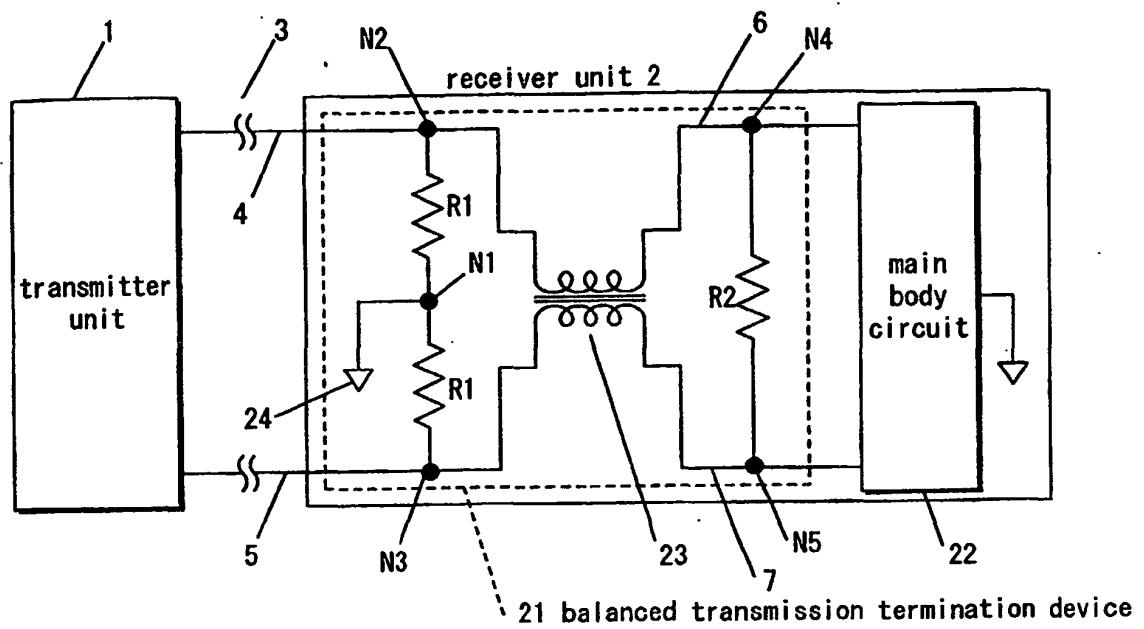 1
3
N2
6
N4
receiver unit 2
4
R1
N1
transmitter
unit
R2
main
body
circuit
24
R1
5
N3
23
7
N5
22
21 balanced transmission termination device